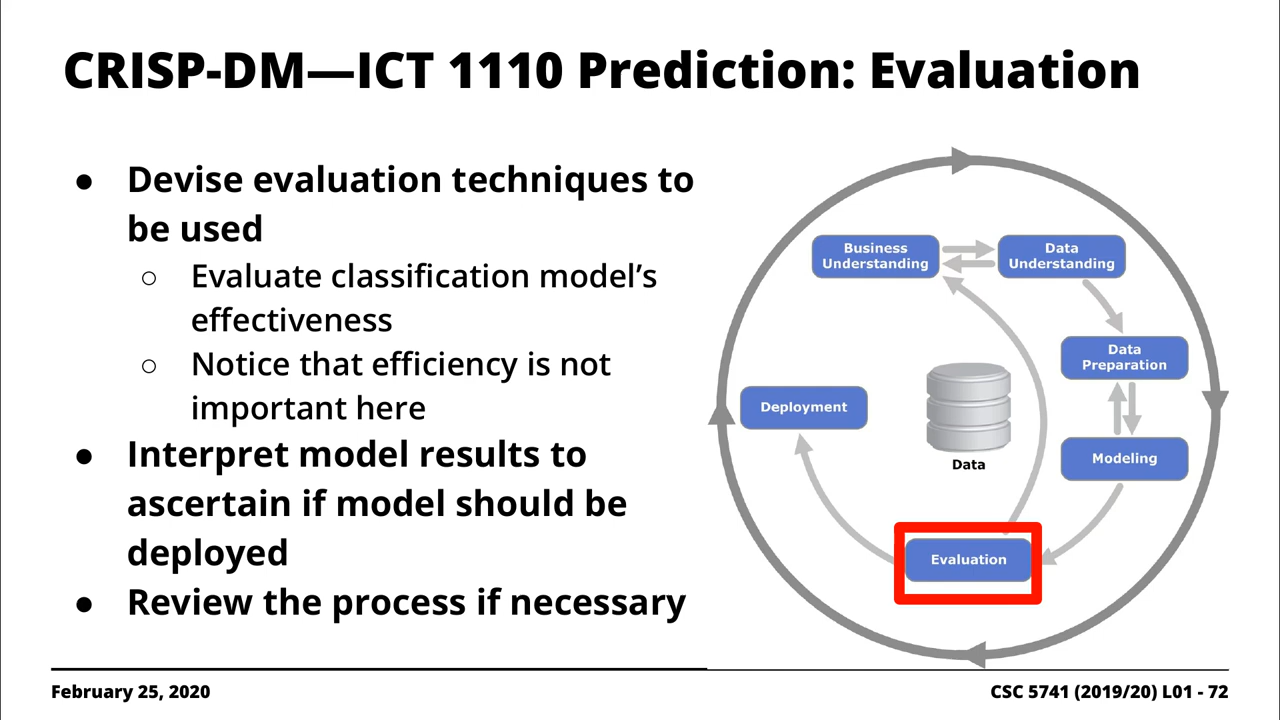 CRISP-DM—ICT 1110 Prediction: Evaluation
● Devise evaluation techniques to
be used
○ Evaluate classification model’s
effectiveness
○ Notice that efficiency is not
important here
● Interpret model results to
ascertain if model should be
deployed
● Review the process if necessary
Business
Understanding
Data
Understanding
Data
Preparation
Deployment
Modeling
Data
Evaluation
February 25, 2020
CSC 5741 (2019/20) L01 - 72